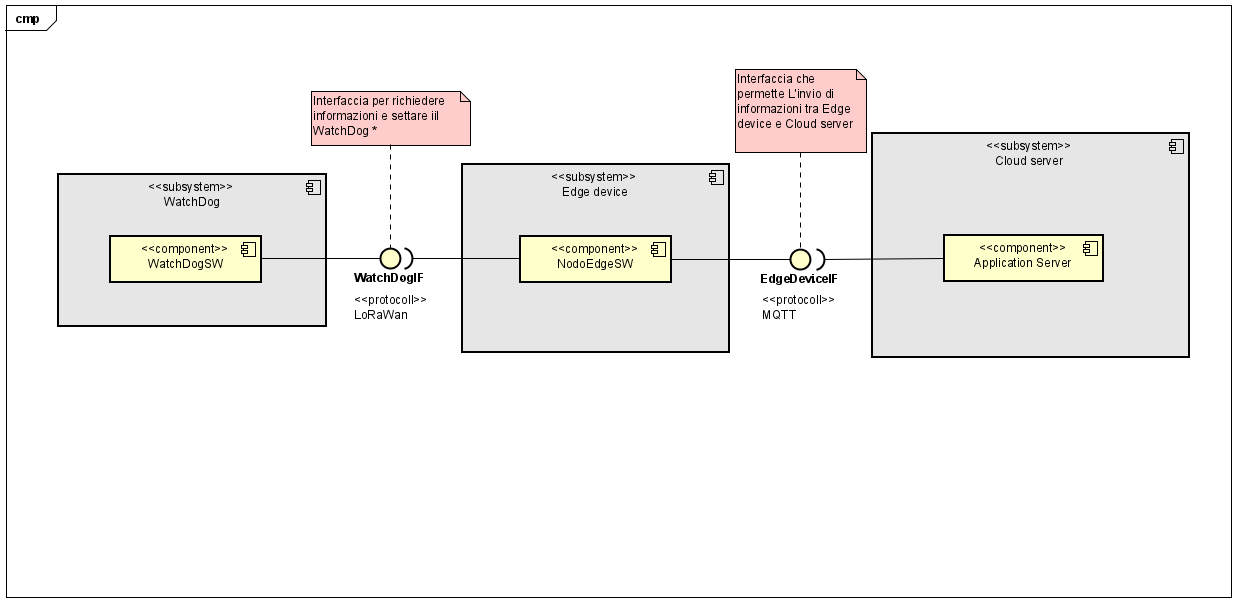 cmp
Interfaccia per richiedere
informazioni e settare iil
WatchDog *
Interfaccia che
permette L'invio di
informazioni tra Edge
device e Cloud server
<<subsystem>>
WatchDog
<<component>>
WatchDogSW
WatchDogIF
<<protocoll>>
LoRaWan
<<subsystem>>
Edge device
<<component>>
NodoEdgeSW
EdgeDeviceIF
<<protocoll>>
MQTT
<<subsystem>>
Cloud server
<<component>>
Application Server